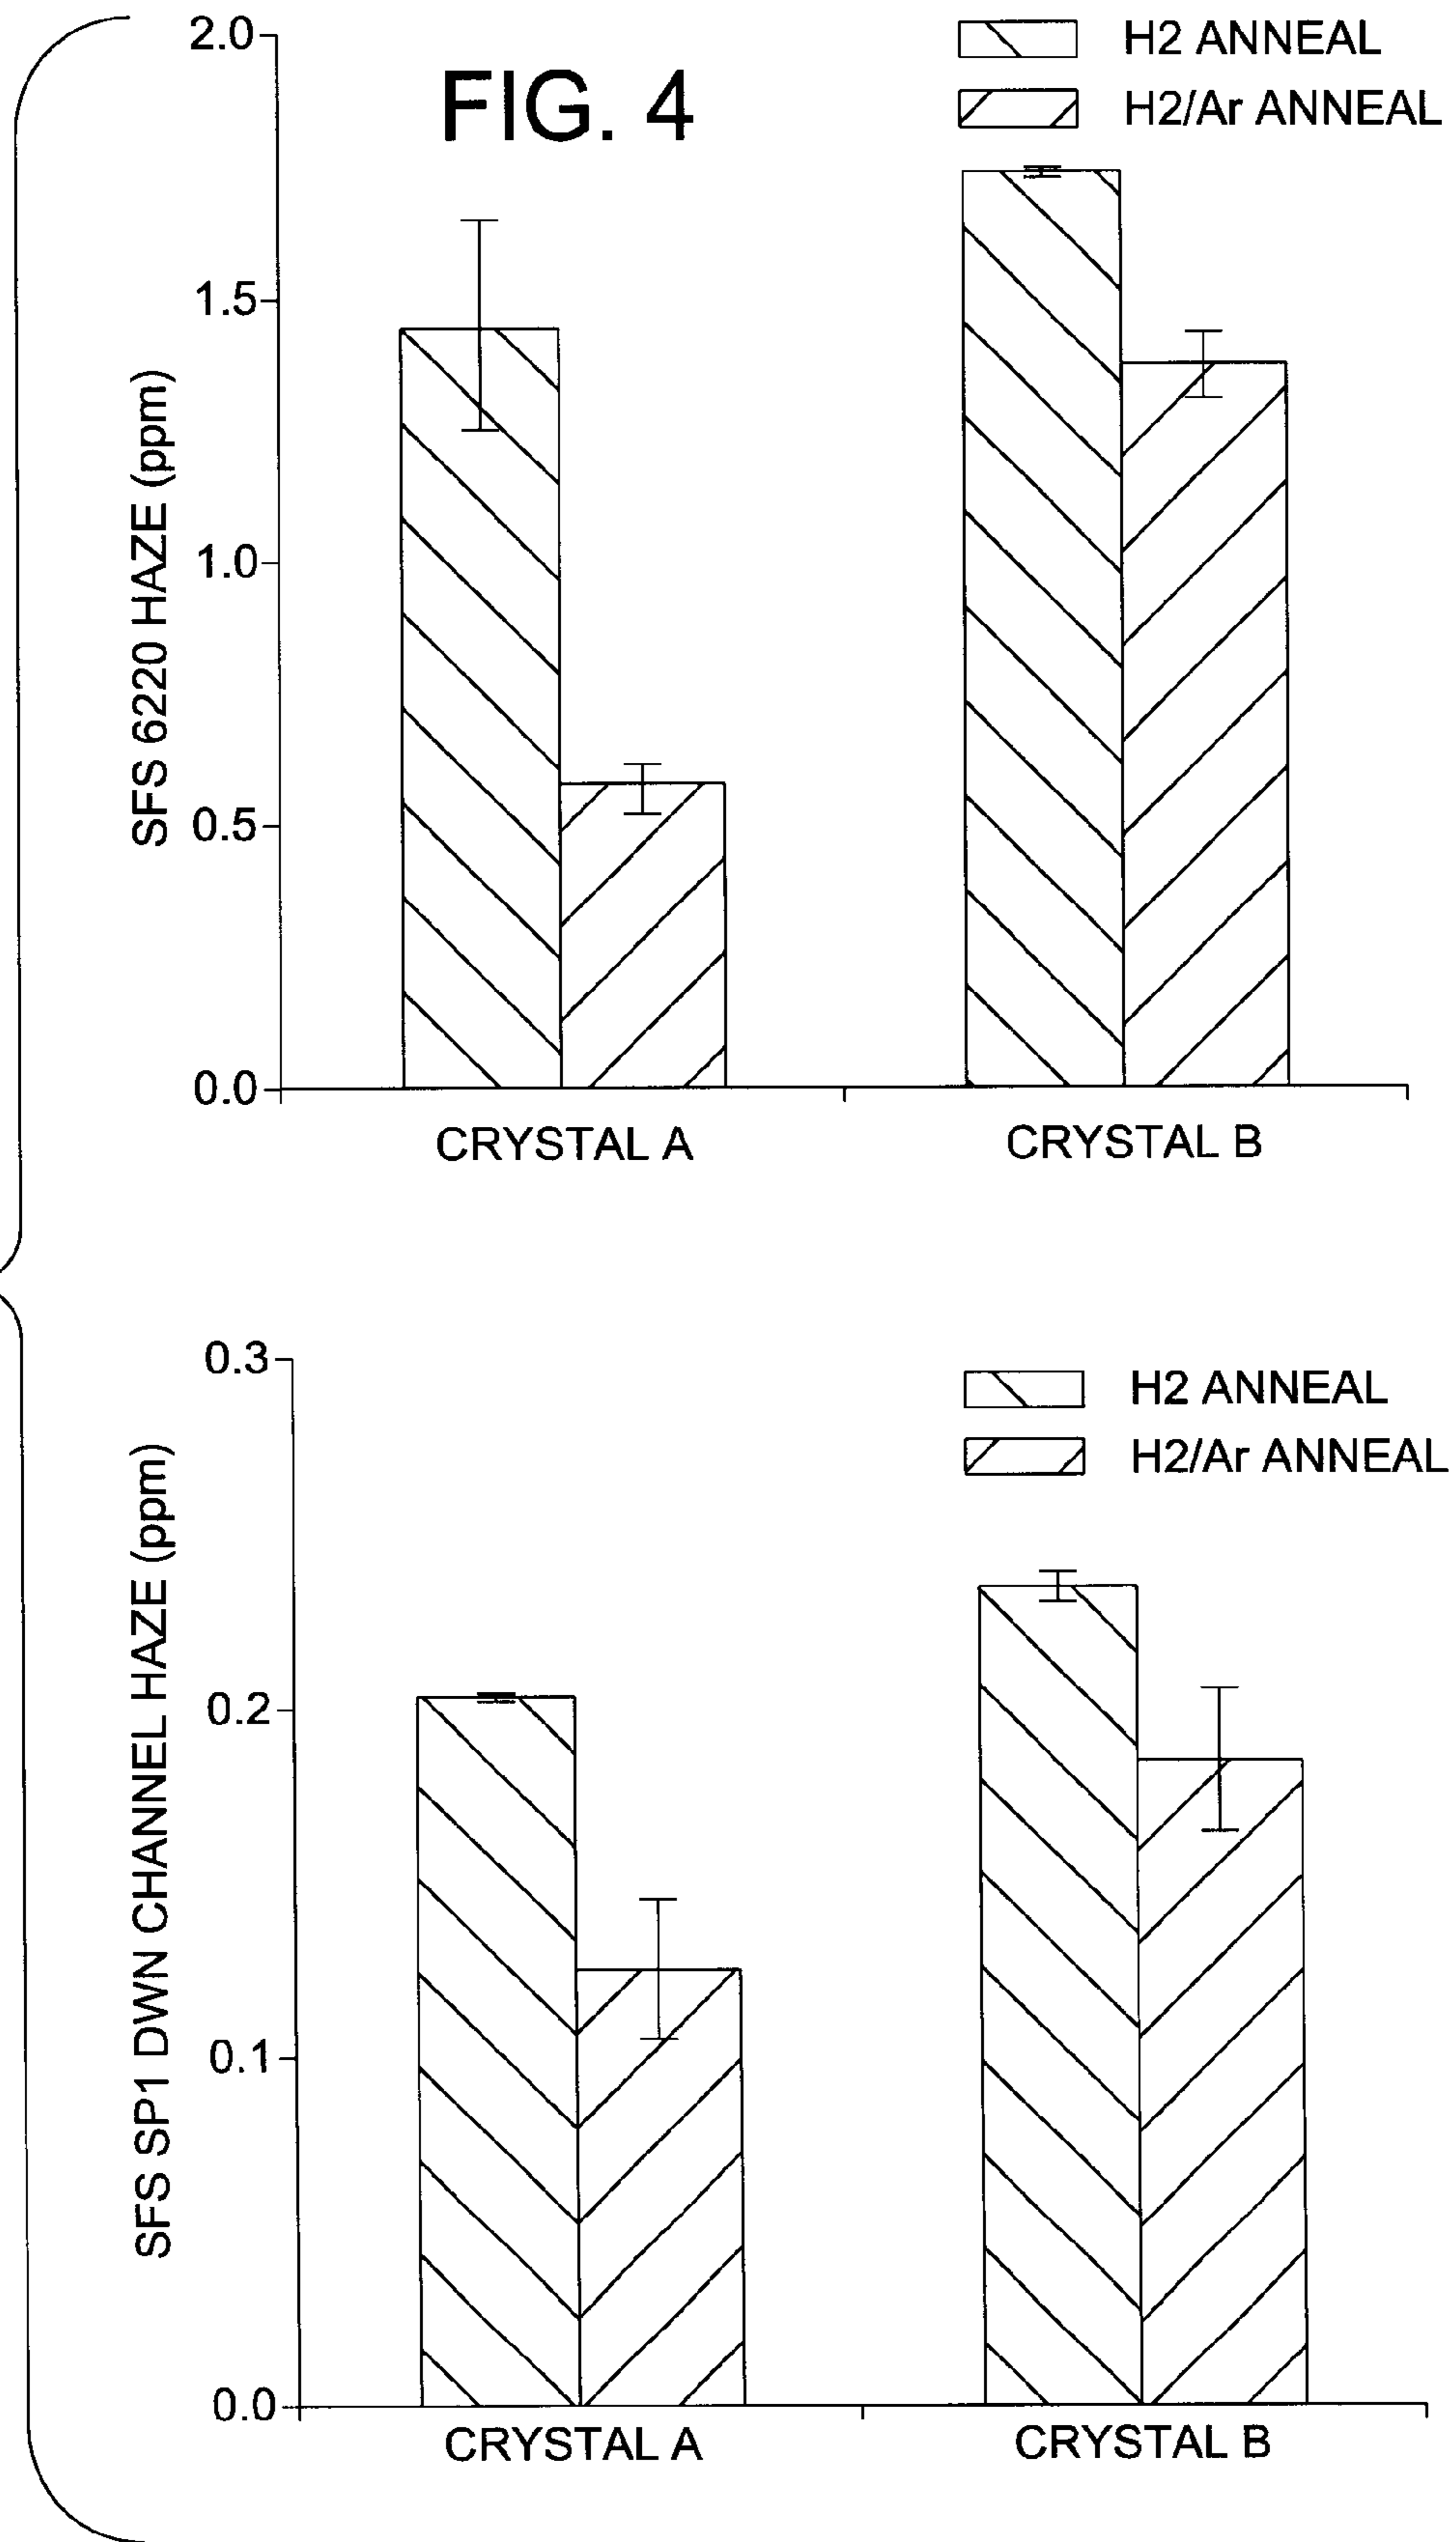 FIG. 4
H2 ANNEAL
H2/Ar ANNEAL
SFS 6220 HAZE (ppm)
2.0
1.5
1.0
0.5
0.0
CRYSTAL A
CRYSTAL B
H2 ANNEAL
H2/Ar ANNEAL
SFS SP1 DWN CHANNEL HAZE (ppm)
0.3
0.2
0.1
0.0
CRYSTAL A
CRYSTAL B